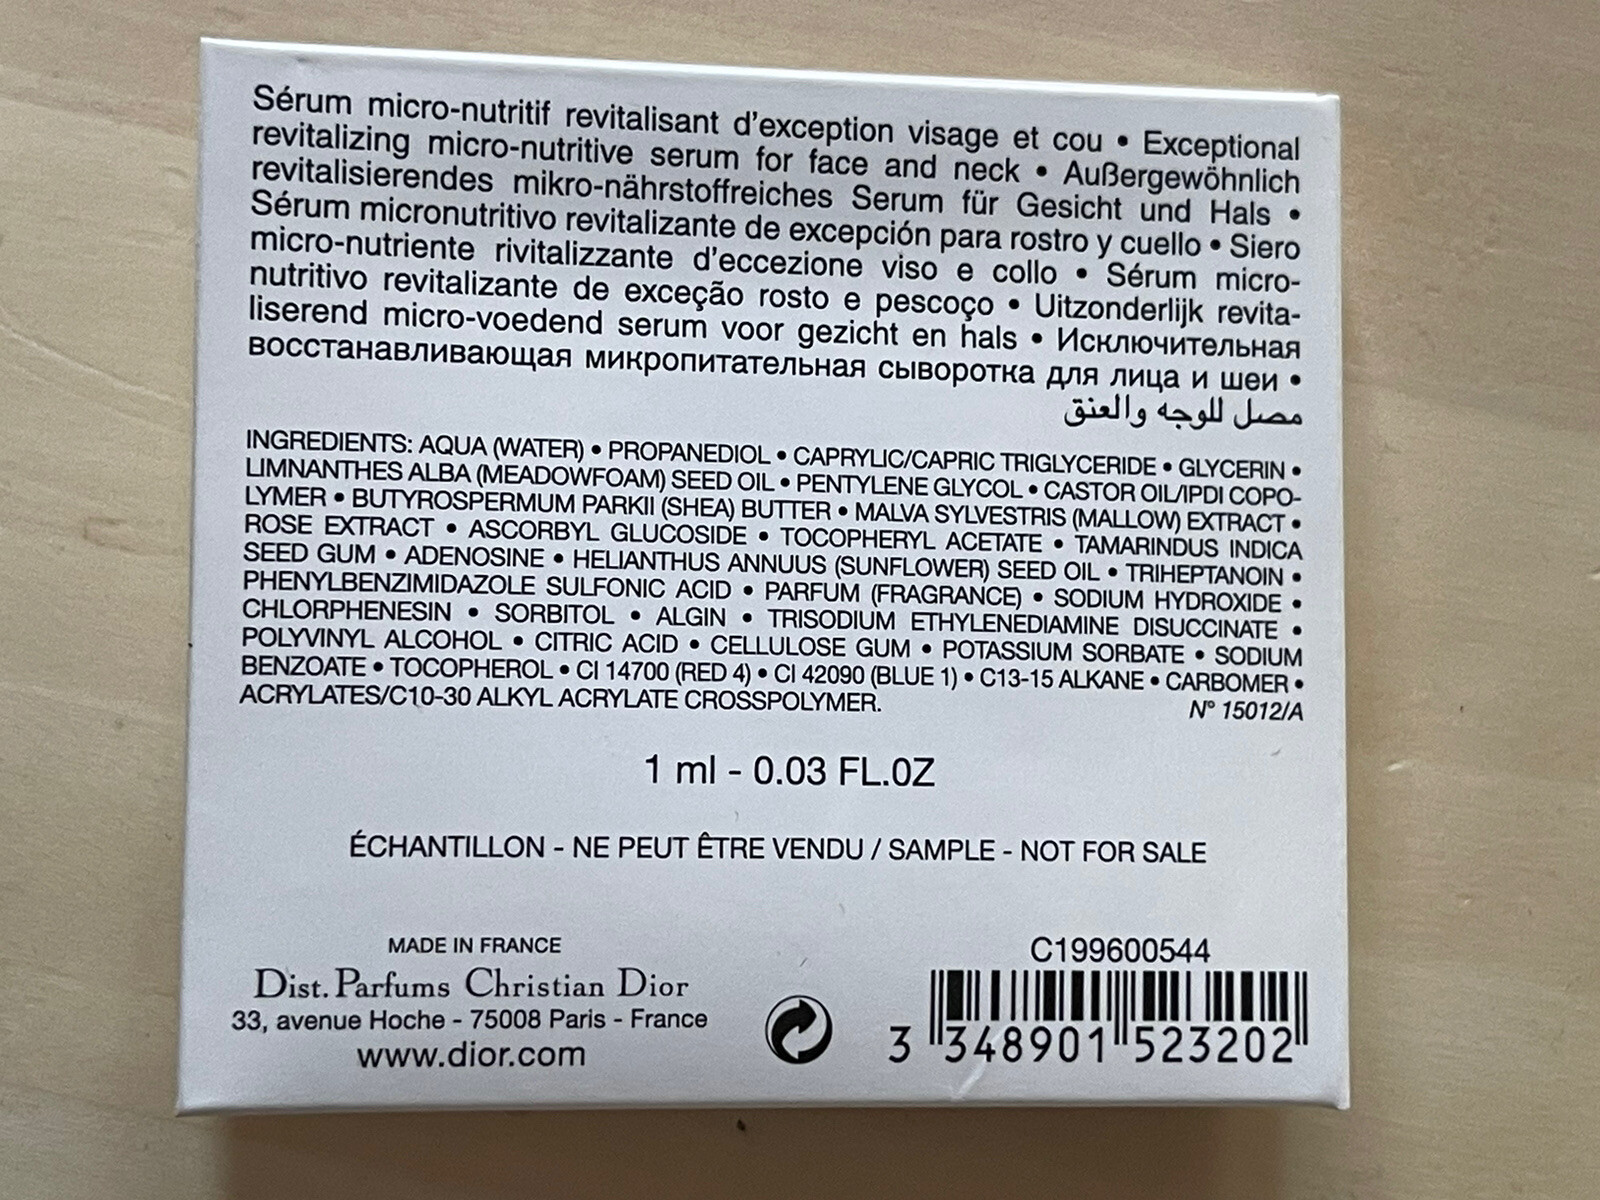 Sérum micro-nutritif revitalisant d'exception visage et cou • Exceptional
revitalizing micro-nutritive serum for face and neck • Außergewöhnlich
revitalisierendes mikro-nährstoffreiches Serum für Gesicht und Hals •
Sérum micronutritivo revitalizante de excepción para rostro y cuello • Siero
micro-nutriente rivitalizzante d'eccezione viso e collo • Sérum micro-
nutritivo revitalizante de exceção rosto e pescoço • Uitzonderlijk revita-
liserend micro-voedend serum voor gezicht en hals • Исключительная
восстанавливающая микропитательная сыворотка для лица и шеи •
مصل للوجه والعنق
INGREDIENTS: AQUA (WATER) • PROPANEDIOL • CAPRYLIC/CAPRIC TRIGLYCERIDE • GLYCERIN •
LIMNANTHES ALBA (MEADOWFOAM) SEED OIL • PENTYLENE GLYCOL • CASTOR OIL/IPDI COPO-
LYMER • BUTYROSPERMUM PARKII (SHEA) BUTTER • MALVA SYLVESTRIS (MALLOW) EXTRACT •
ROSE EXTRACT • ASCORBYL GLUCOSIDE • TOCOPHERYL ACETATE • TAMARINDUS INDICA
SEED GUM • ADENOSINE • HELIANTHUS ANNUUS (SUNFLOWER) SEED OIL • TRIHEPTANOIN •
PHENYLBENZIMIDAZOLE SULFONIC ACID • PARFUM (FRAGRANCE) • SODIUM HYDROXIDE •
CHLORPHENESIN • SORBITOL • ALGIN • TRISODIUM ETHYLENEDIAMINE DISUCCINATE •
POLYVINYL ALCOHOL • CITRIC ACID • CELLULOSE GUM • POTASSIUM SORBATE • SODIUM
BENZOATE • TOCOPHEROL • CI 14700 (RED 4) • CI 42090 (BLUE 1) • C13-15 ALKANE • CARBOMER •
ACRYLATES/C10-30 ALKYL ACRYLATE CROSSPOLYMER.
N° 15012/A
1 ml - 0.03 FL.OZ
ÉCHANTILLON - NE PEUT ÊTRE VENDU / SAMPLE - NOT FOR SALE
MADE IN FRANCE
Dist. Parfums Christian Dior
33, avenue Hoche - 75008 Paris - France
www.dior.com
C199600544
3 348901 523202